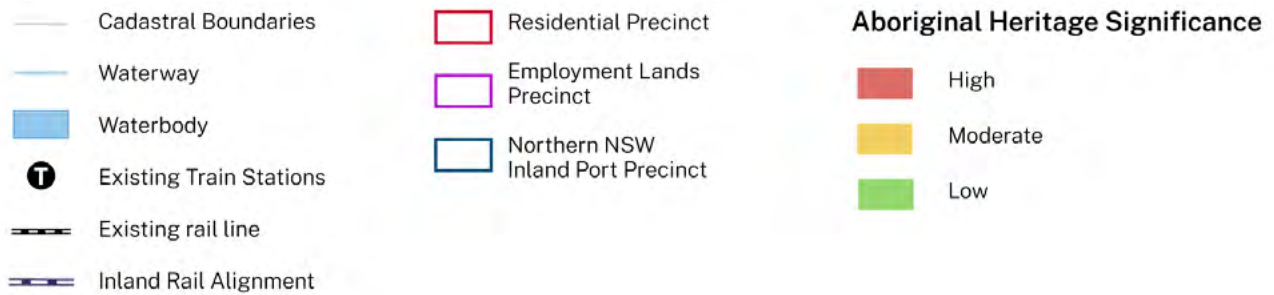 Cadastral Boundaries
Waterway
Waterbody
T
Existing Train Stations
Existing rail line
Inland Rail Alignment
Residential Precinct
Employment Lands
Precinct
Northern NSW
Inland Port Precinct
Aboriginal Heritage Significance
High
Moderate
Low